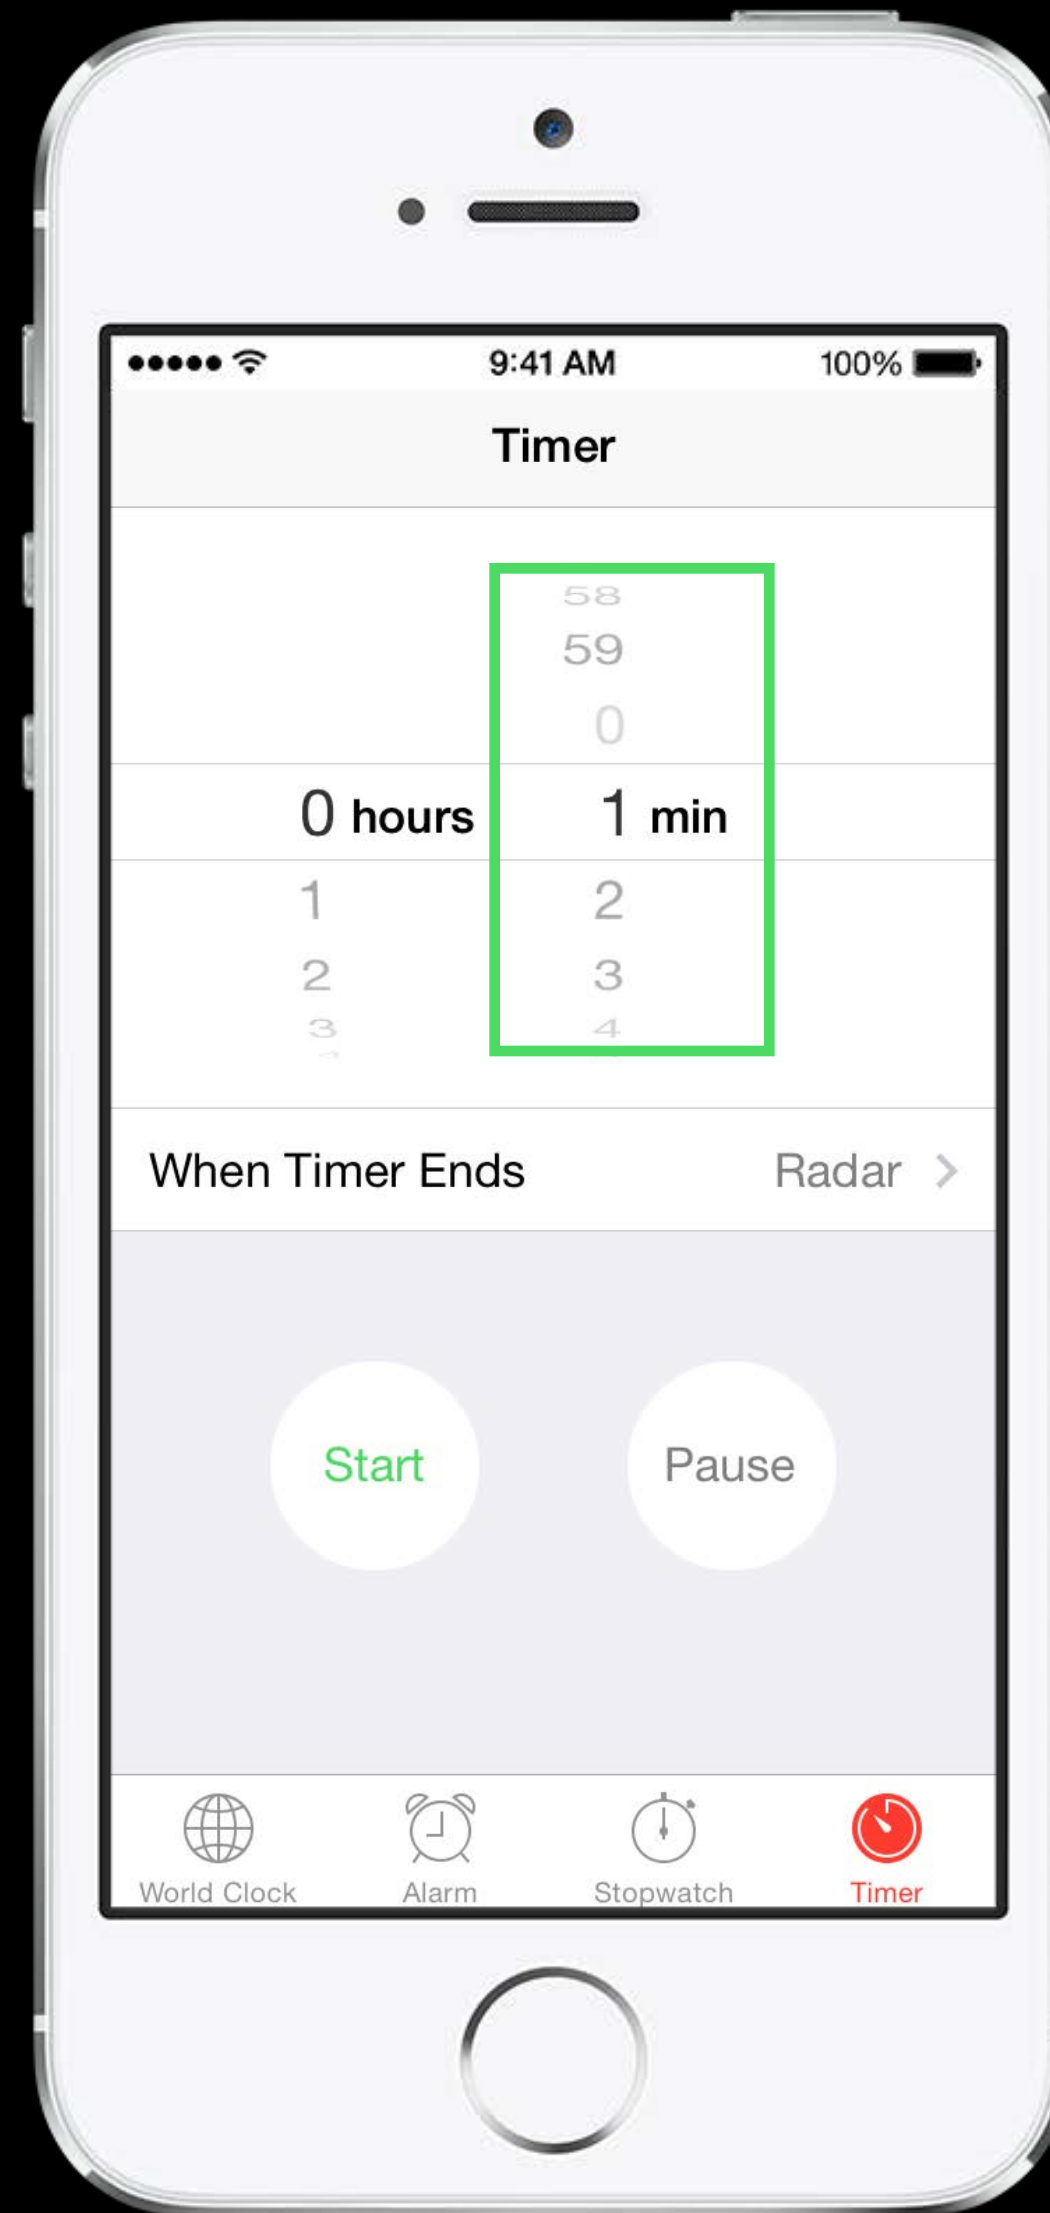 9:41 AM 100%
Timer
58
59
0
0 hours 1 min
1 2
2 3
3 4
4
When Timer Ends Radar
Start Pause
World Clock Alarm Stopwatch Timer